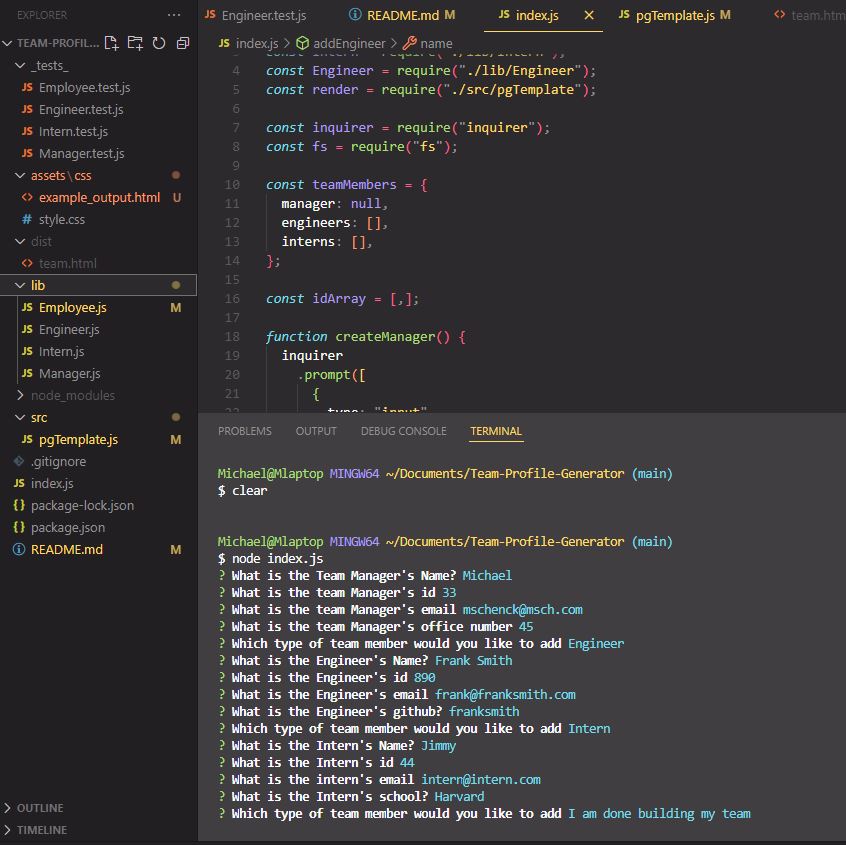 EXPLORER ...
TEAM-PROFIL...
_tests_
JS Employee.test.js
JS Engineer.test.js
JS Intern.test.js
JS Manager.test.js
assets\css
<> example_output.html U
# style.css
dist
<> team.html
lib
JS Employee.js M
JS Engineer.js
JS Intern.js
JS Manager.js
node_modules
src
JS pgTemplate.js M
.gitignore
JS index.js
{} package-lock.json
{} package.json
README.md M
OUTLINE
TIMELINE
JS Engineer.test.js README.md M JS index.js × JS pgTemplate.js M <> team.htm
JS index.js > addEngineer > name
const Intern = require("./lib/Intern");
4 const Engineer = require("./lib/Engineer");
5 const render = require("./src/pgTemplate");
6
7 const inquirer = require("inquirer");
8 const fs = require("fs");
9
10 const teamMembers = {
11 manager: null,
12 engineers: [],
13 interns: [],
14 };
15
16 const idArray = [,];
17
18 function createManager() {
19 inquirer
20 .prompt([
21 {
22 type: "input"
PROBLEMS OUTPUT DEBUG CONSOLE TERMINAL
Michael@Mlaptop MINGW64 ~/Documents/Team-Profile-Generator (main)
$ clear
Michael@Mlaptop MINGW64 ~/Documents/Team-Profile-Generator (main)
$ node index.js
? What is the Team Manager's Name? Michael
? What is the team Manager's id 33
? What is the team Manager's email mschenck@msch.com
? What is the team Manager's office number 45
? Which type of team member would you like to add Engineer
? What is the Engineer's Name? Frank Smith
? What is the Engineer's id 890
? What is the Engineer's email frank@franksmith.com
? What is the Engineer's github? franksmith
? Which type of team member would you like to add Intern
? What is the Intern's Name? Jimmy
? What is the Intern's id 44
? What is the intern's email intern@intern.com
? What is the Intern's school? Harvard
? Which type of team member would you like to add I am done building my team